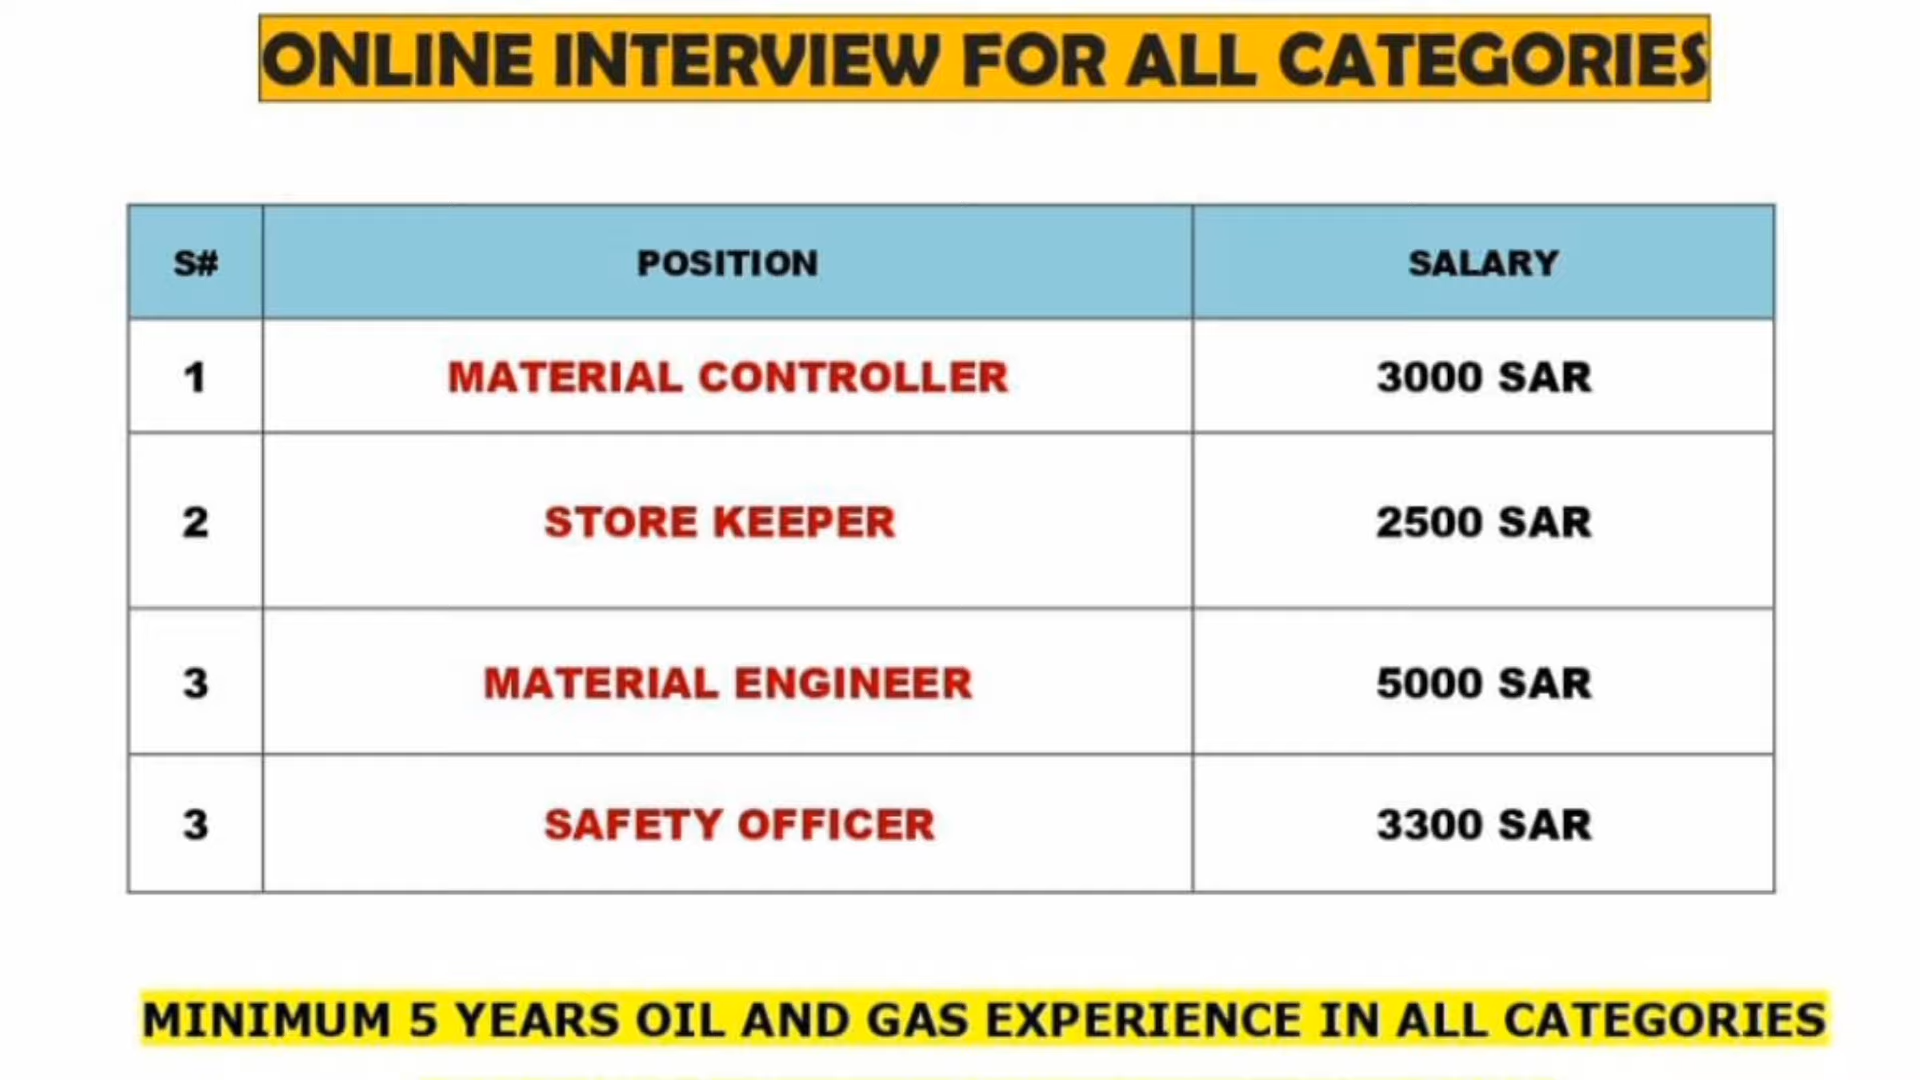 ONLINE INTERVIEW FOR ALL CATEGORIES
S# POSITION SALARY
1 MATERIAL CONTROLLER 3000 SAR
2 STORE KEEPER 2500 SAR
3 MATERIAL ENGINEER 5000 SAR
3 SAFETY OFFICER 3300 SAR
MINIMUM 5 YEARS OIL AND GAS EXPERIENCE IN ALL CATEGORIES